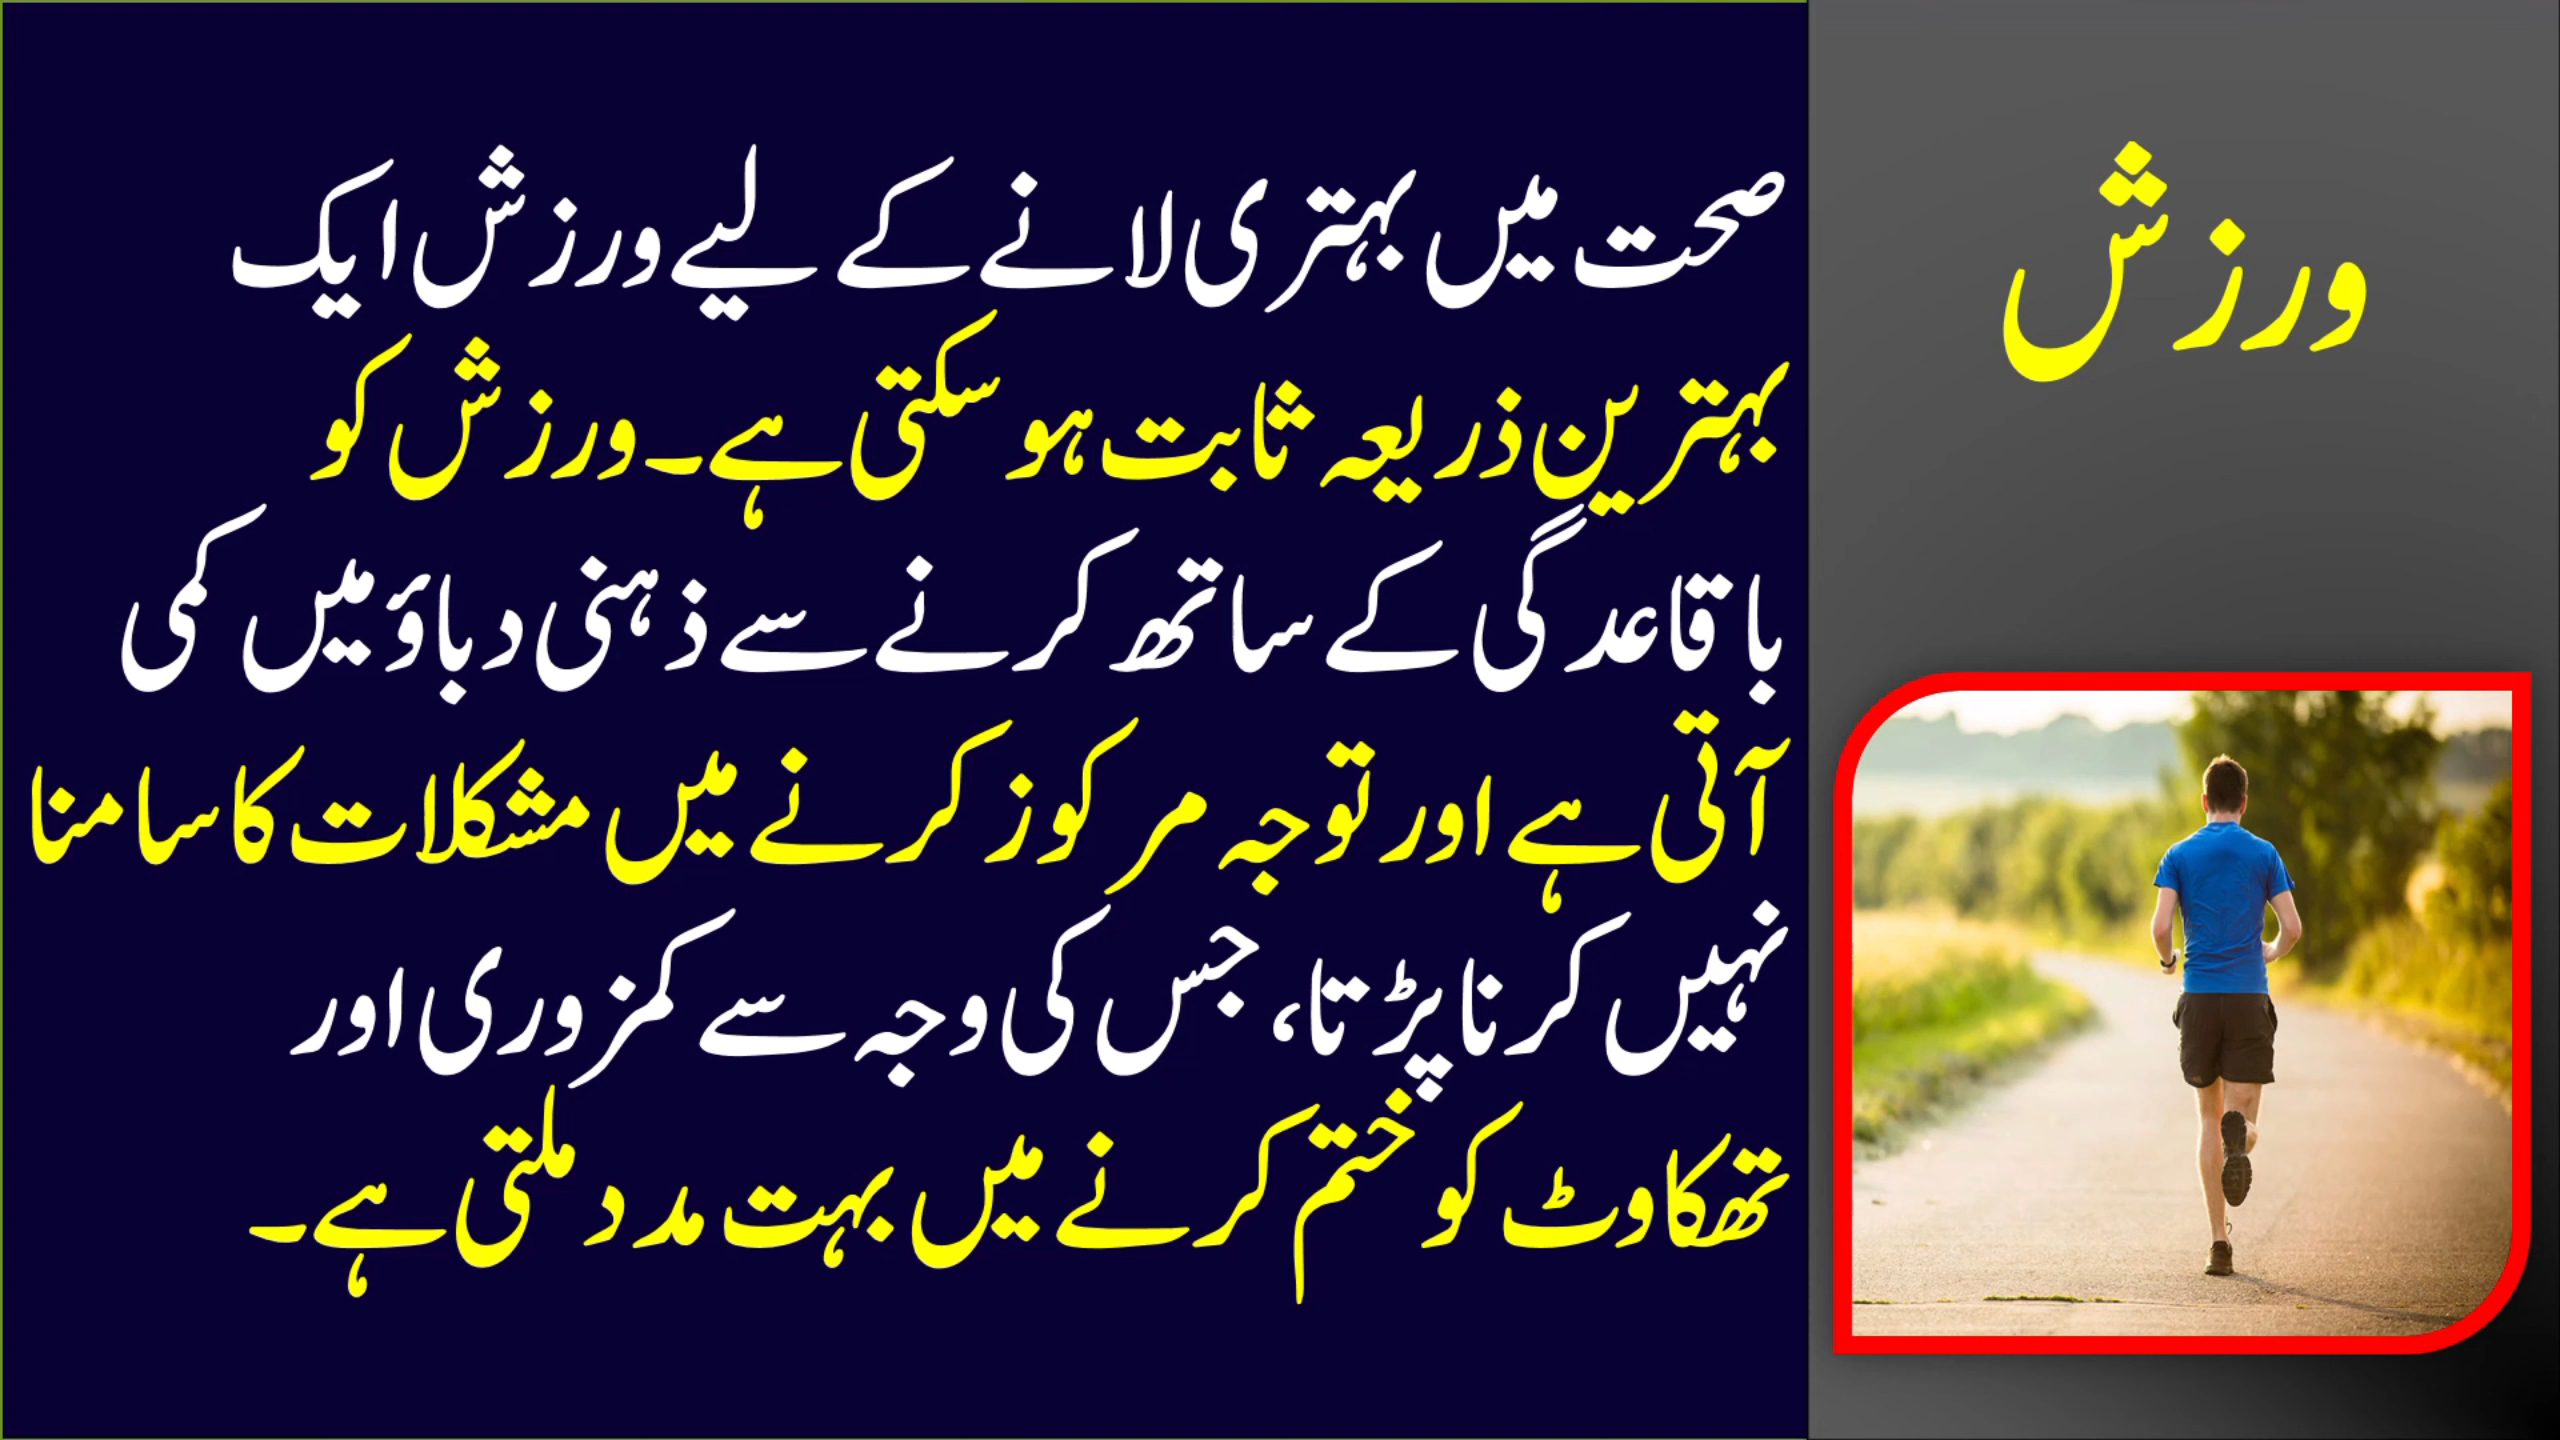 ورزش
صحت میں بہتری لانے کے لیے ورزش ایک
بہترین ذریعہ ثابت ہو سکتی ہے۔ ورزش کو
باقاعدگی کے ساتھ کرنے سے ذہنی دباؤ میں کمی
آتی ہے اور توجہ مرکوز کرنے میں مشکلات کا سامنا
نہیں کرنا پڑتا، جس کی وجہ سے کمزوری اور
تھکاوٹ کو ختم کرنے میں بہت مدد ملتی ہے۔